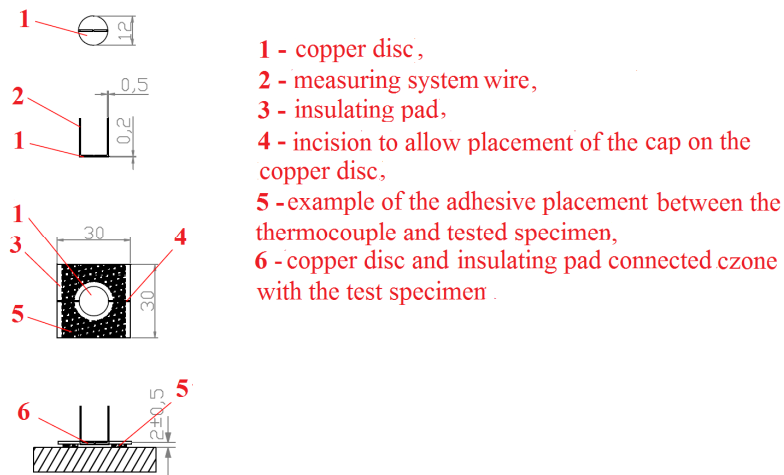 1
12
1 - copper disc,
2 - measuring system wire,
3 - insulating pad,
4 - incision to allow placement of the cap on the
copper disc,
5 - example of the adhesive placement between the
thermocouple and tested specimen,
6 - copper disc and insulating pad connected czone
with the test specimen
0,5
2
0,2
1
1
30
3
4
30
5
5
6
2±0,5